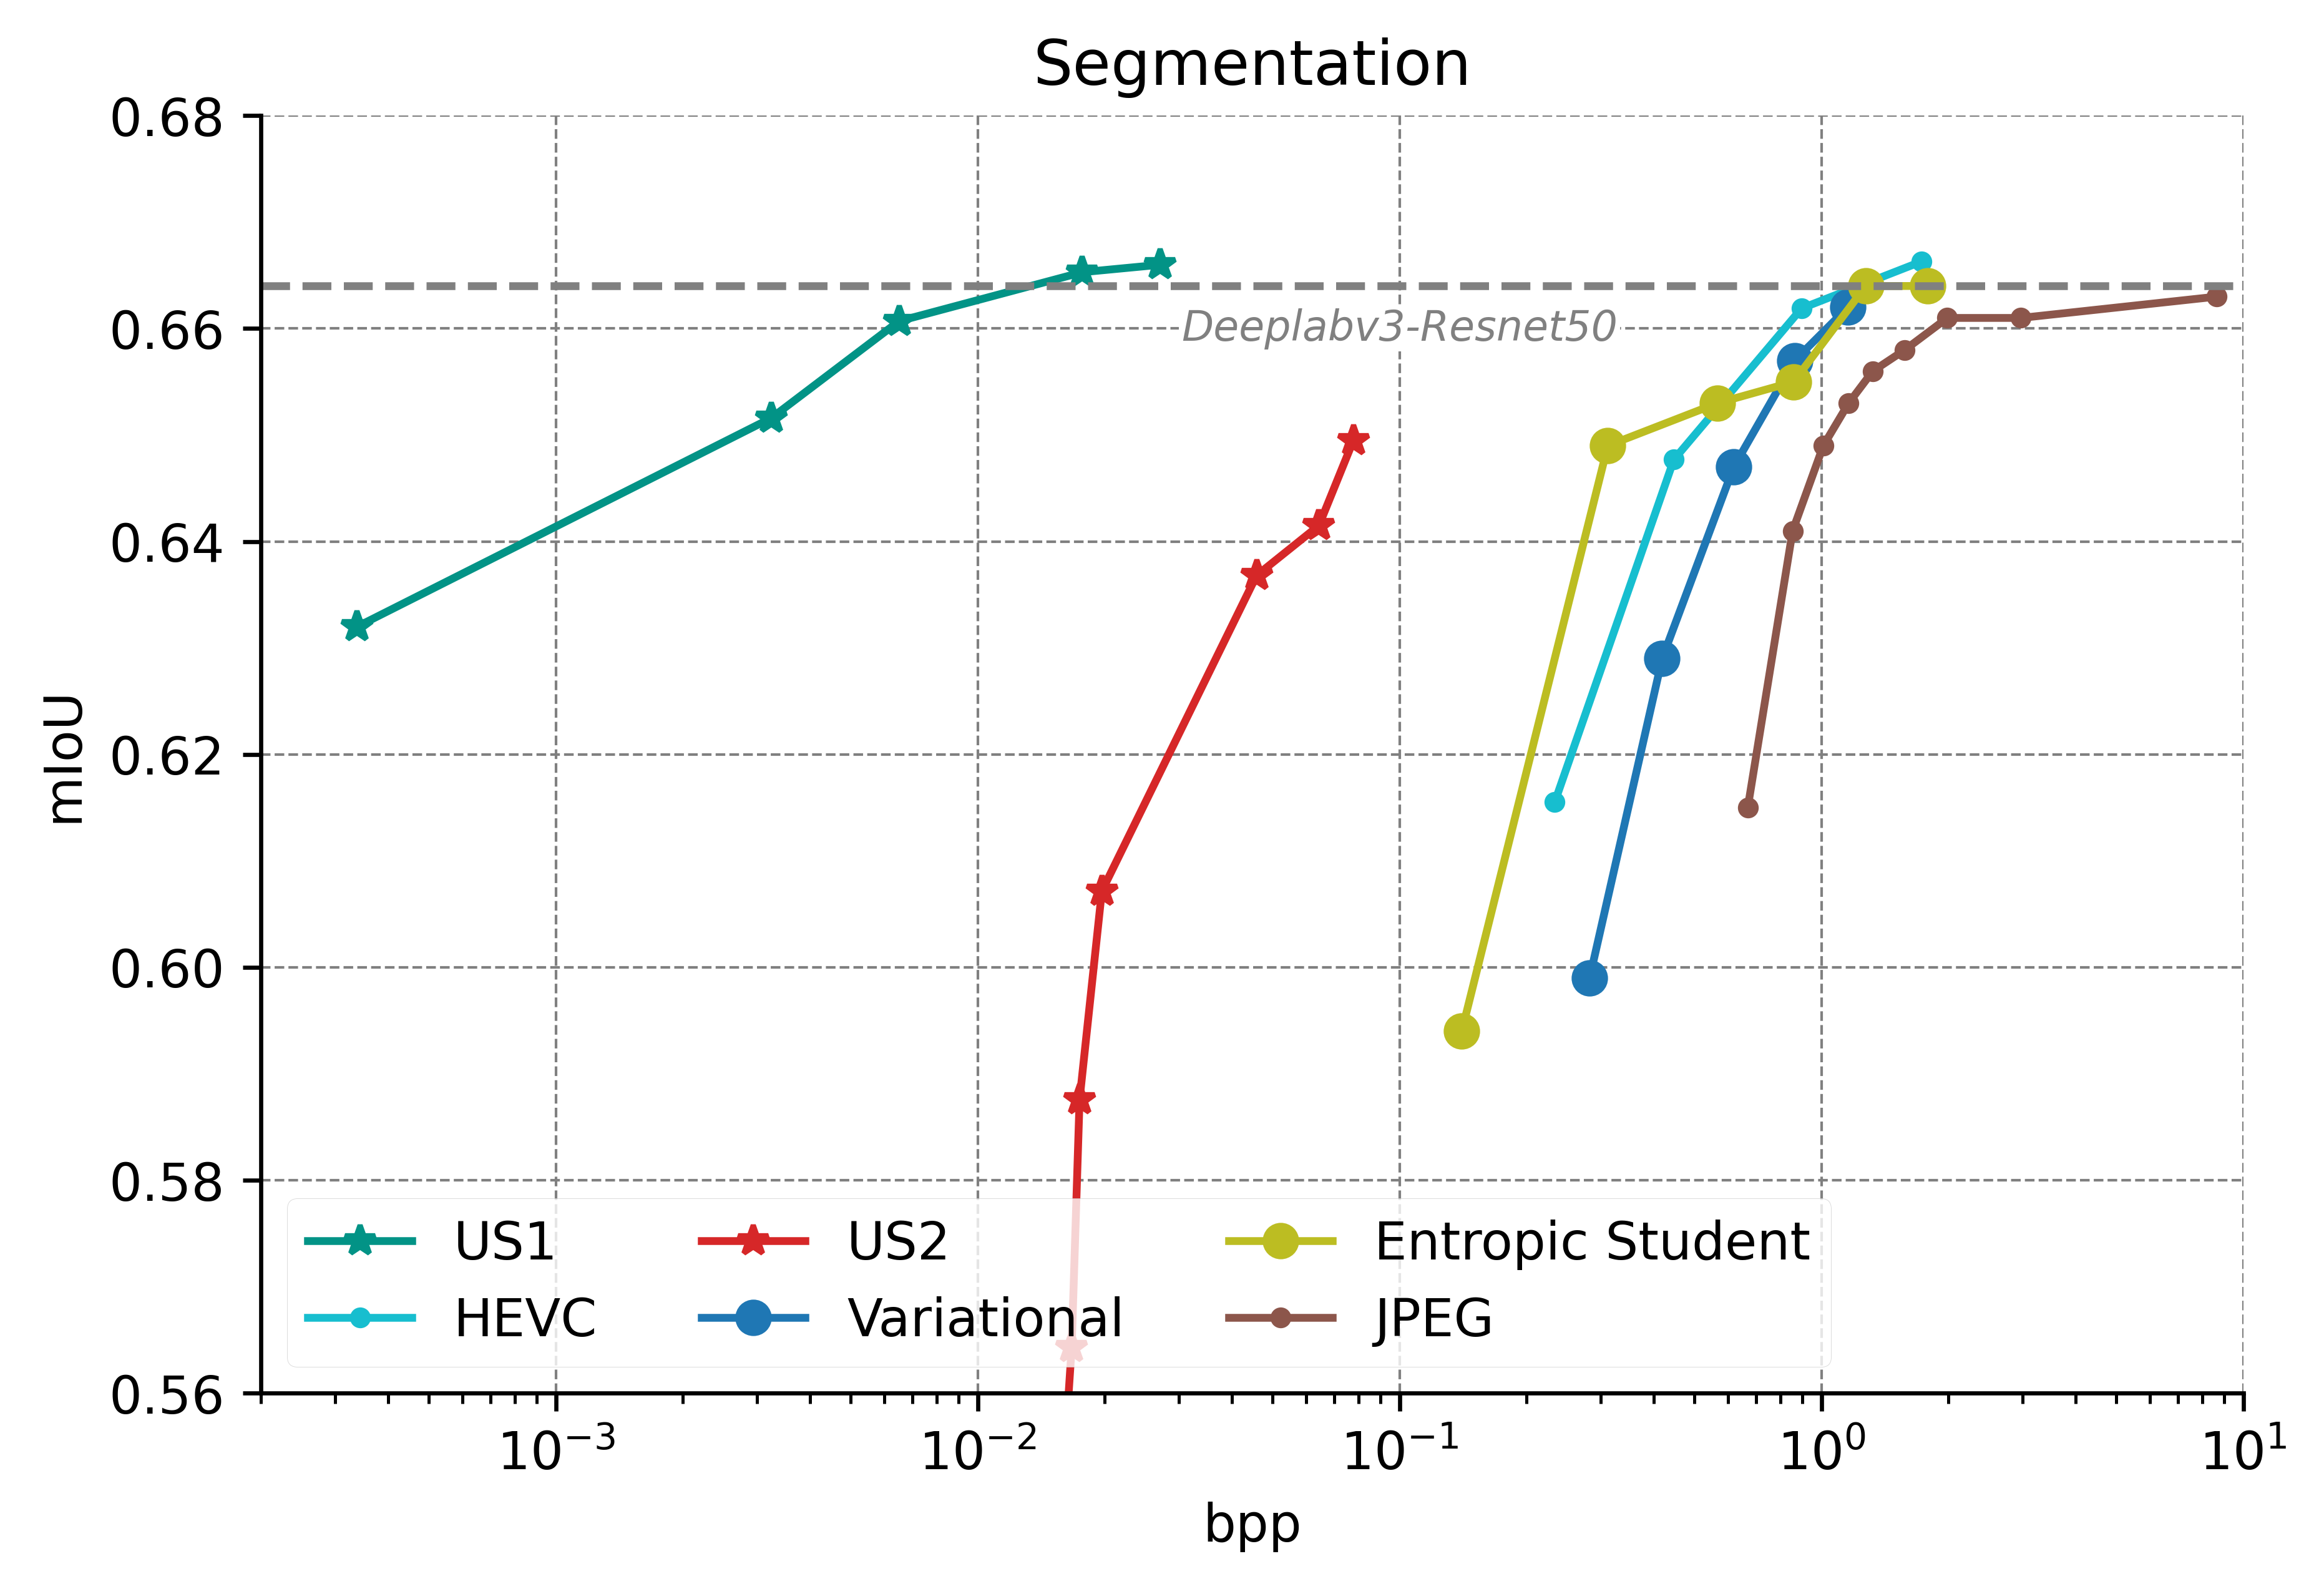 Segmentation
0.68
0.66
0.64
0.62
0.60
0.58
0.56
mIoU
Deeplabv3-Resnet50
US1
US2
Entropic Student
HEVC
Variational
JPEG
10⁻³
10⁻²
10⁻¹
10⁰
10¹
bpp